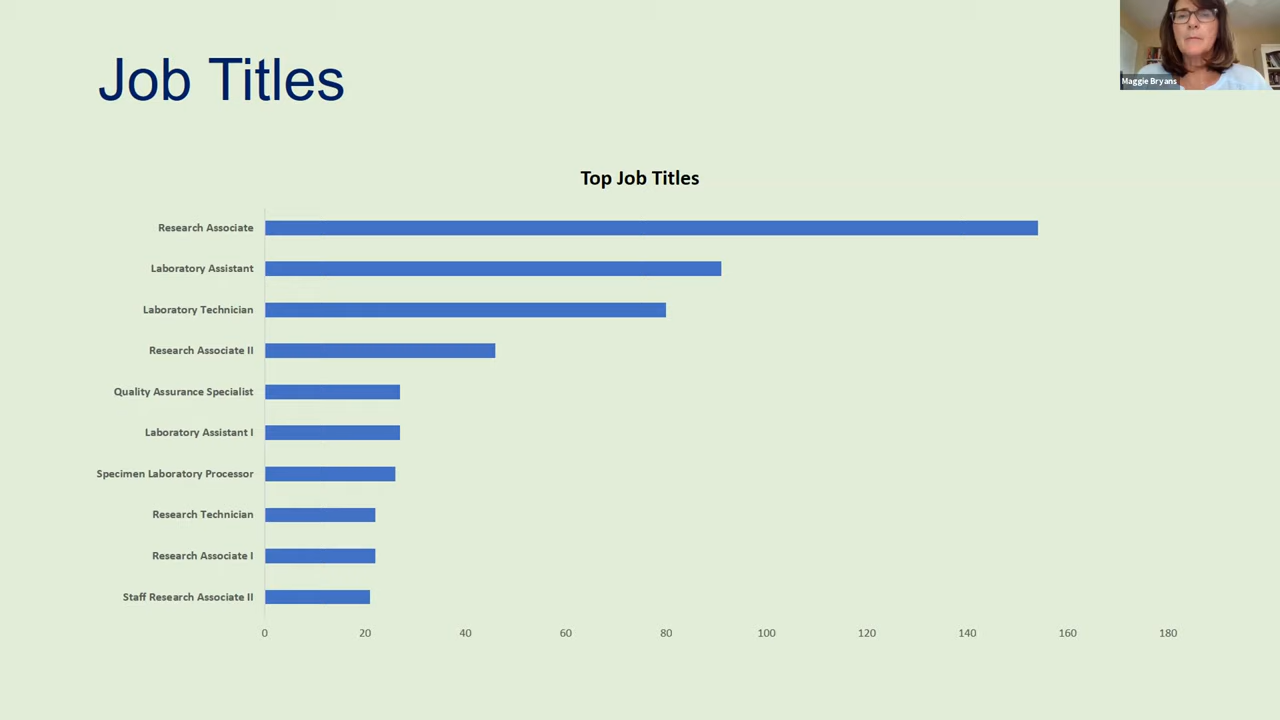 Job Titles
Maggie Bryans
Top Job Titles
Research Associate
Laboratory Assistant
Laboratory Technician
Research Associate II
Quality Assurance Specialist
Laboratory Assistant I
Specimen Laboratory Processor
Research Technician
Research Associate I
Staff Research Associate II
0 20 40 60 80 100 120 140 160 180